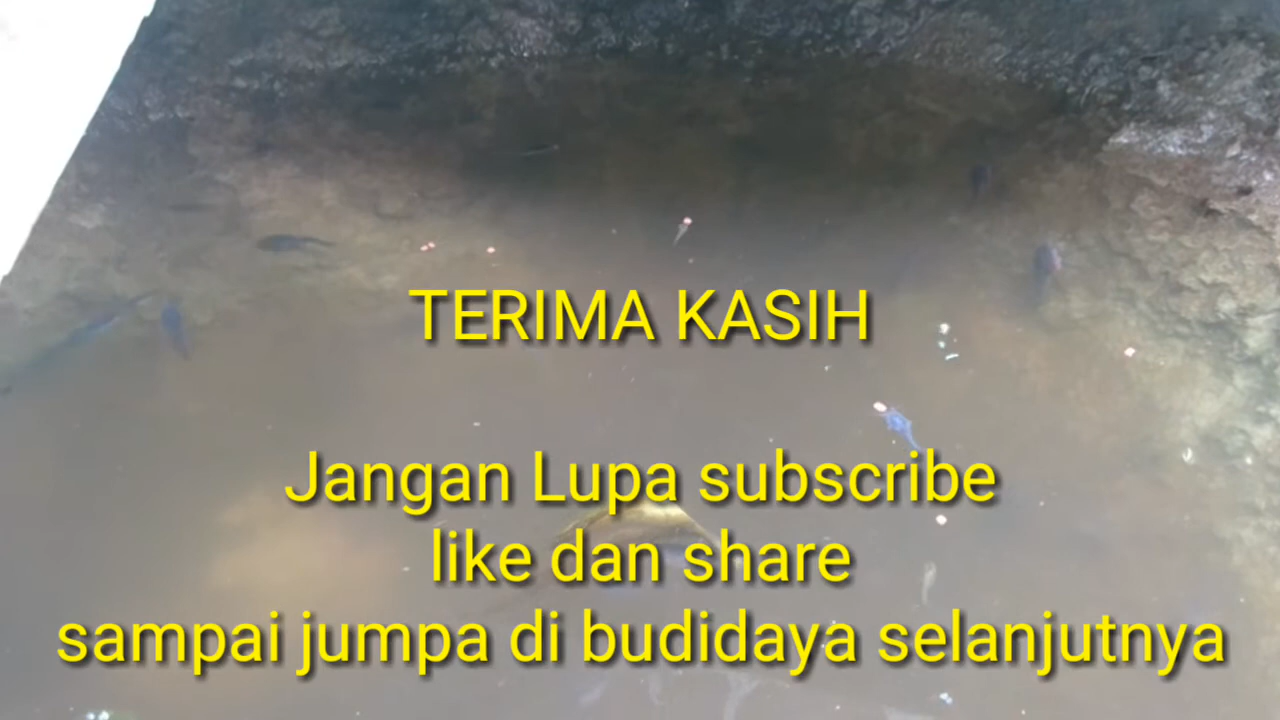 TERIMA KASIH
Jangan Lupa subscribe
like dan share
sampai jumpa di budidaya selanjutnya